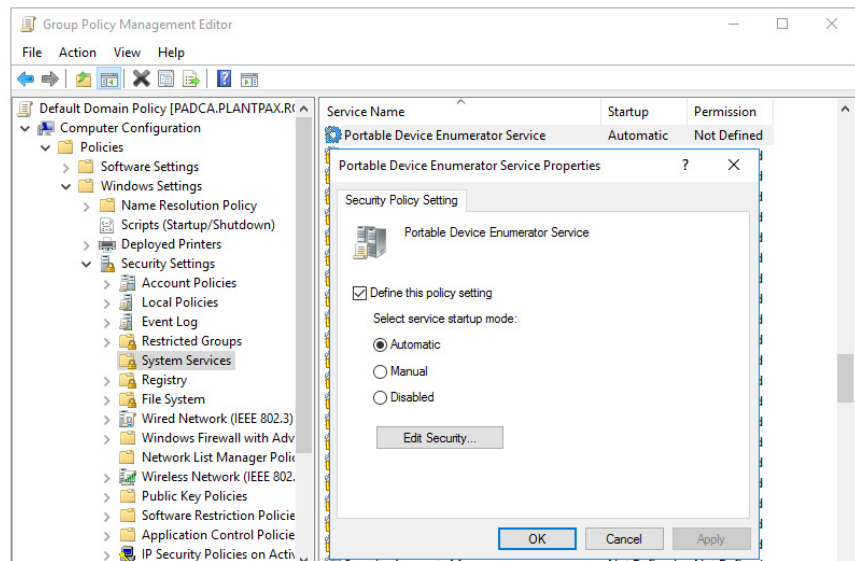 Group Policy Management Editor
File Action View Help
Default Domain Policy [PADCA.PLANTPAX.R
Computer Configuration
Policies
Software Settings
Windows Settings
Name Resolution Policy
Scripts (Startup/Shutdown)
Deployed Printers
Security Settings
Account Policies
Local Policies
Event Log
Restricted Groups
System Services
Registry
File System
Wired Network (IEEE 802.3)
Windows Firewall with Adv
Network List Manager Polic
Wireless Network (IEEE 802.
Public Key Policies
Software Restriction Policie
Application Control Policie
IP Security Policies on Activ
Service Name Startup Permission
Portable Device Enumerator Service Automatic Not Defined
Portable Device Enumerator Service Properties ?
Security Policy Setting
Portable Device Enumerator Service
Define this policy setting
Select service startup mode:
Automatic
Manual
Disabled
Edit Security...
OK Cancel Apply